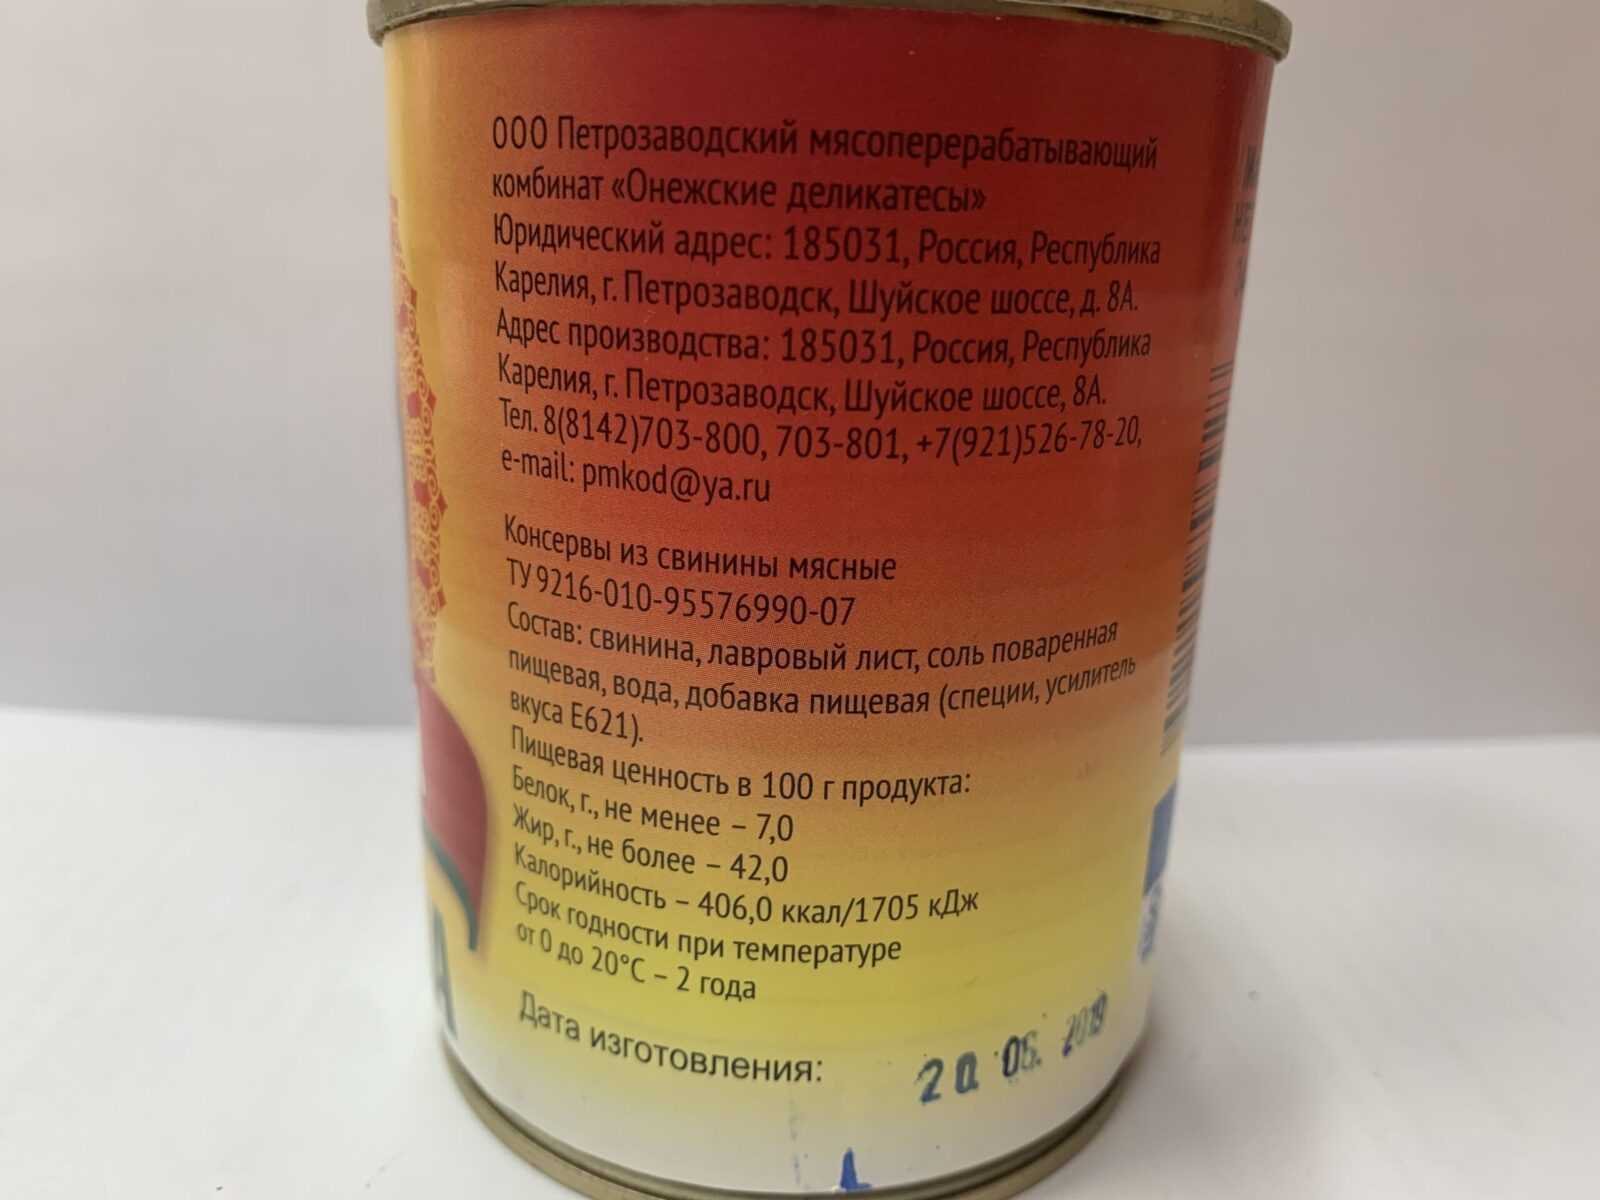 ООО Петрозаводский мясоперерабатывающий
комбинат «Онежские деликатесы»
Юридический адрес: 185031, Россия, Республика
Карелия, г. Петрозаводск, Шуйское шоссе, д. 8А.
Адрес производства: 185031, Россия, Республика
Карелия, г. Петрозаводск, Шуйское шоссе, 8А.
Тел. 8(8142)703-800, 703-801, +7(921)526-78-20,
e-mail: pmkod@ya.ru
Консервы из свинины мясные
ТУ 9216-010-95576990-07
Состав: свинина, лавровый лист, соль поваренная
пищевая, вода, добавка пищевая (специи, усилитель
вкуса Е621).
Пищевая ценность в 100 г продукта:
Белок, г., не менее – 7,0
Жир, г., не более – 42,0
Калорийность – 406,0 ккал/1705 кДж
Срок годности при температуре
от 0 до 20°С – 2 года
Дата изготовления: 20. 06. 2019